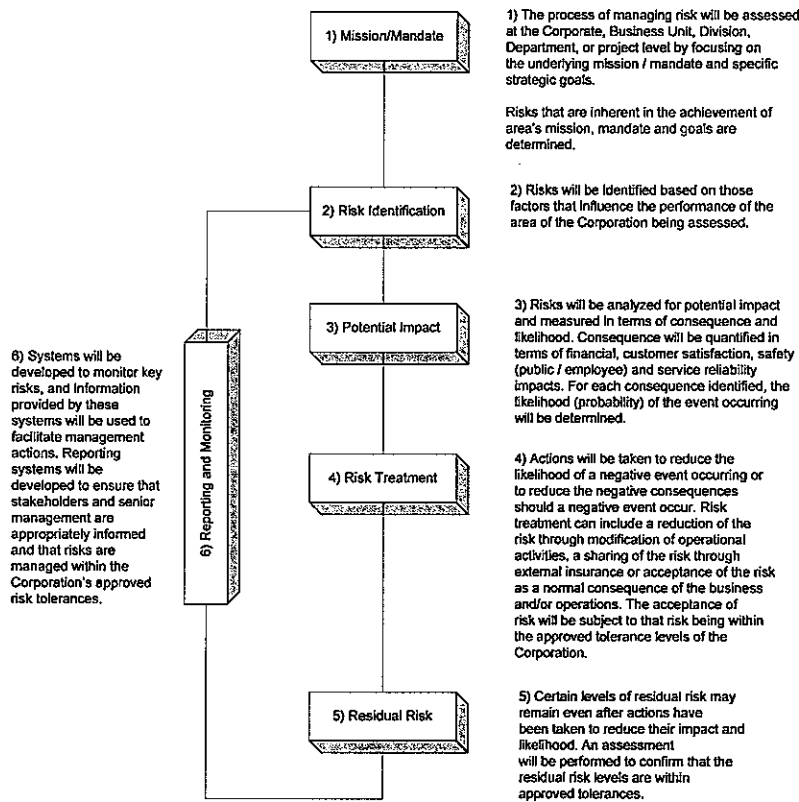 1) Mission/Mandate
1) The process of managing risk will be assessed
at the Corporate, Business Unit, Division,
Department, or project level by focusing on
the underlying mission / mandate and specific
strategic goals.
Risks that are inherent in the achievement of
area's mission, mandate and goals are
determined.
2) Risk Identification
2) Risks will be Identified based on those
factors that Influence the performance of the
area of the Corporation being assessed.
3) Potential Impact
3) Risks will be analyzed for potential impact
and measured in terms of consequence and
likelihood. Consequence will be quantified in
terms of financial, customer satisfaction, safety
(public / employee) and service reliability
impacts. For each consequence identified, the
likelihood (probability) of the event occurring
will be determined.
4) Risk Treatment
4) Actions will be taken to reduce the
likelihood of a negative event occurring or
to reduce the negative consequences
should a negative event occur. Risk
treatment can include a reduction of the
risk through modification of operational
activities, a sharing of the risk through
external insurance or acceptance of the risk
as a normal consequence of the business
and/or operations. The acceptance of
risk will be subject to that risk being within
the approved tolerance levels of the
Corporation.
5) Residual Risk
5) Certain levels of residual risk may
remain even after actions have
been taken to reduce their impact and
likelihood. An assessment
will be performed to confirm that the
residual risk levels are within
approved tolerances.
6) Reporting and Monitoring
6) Systems will be
developed to monitor key
risks, and Information
provided by these
systems will be used to
facilitate management
actions. Reporting
systems will be
developed to ensure that
stakeholders and senior
management are
appropriately informed
and that risks are
managed within the
Corporation's approved
risk tolerances.